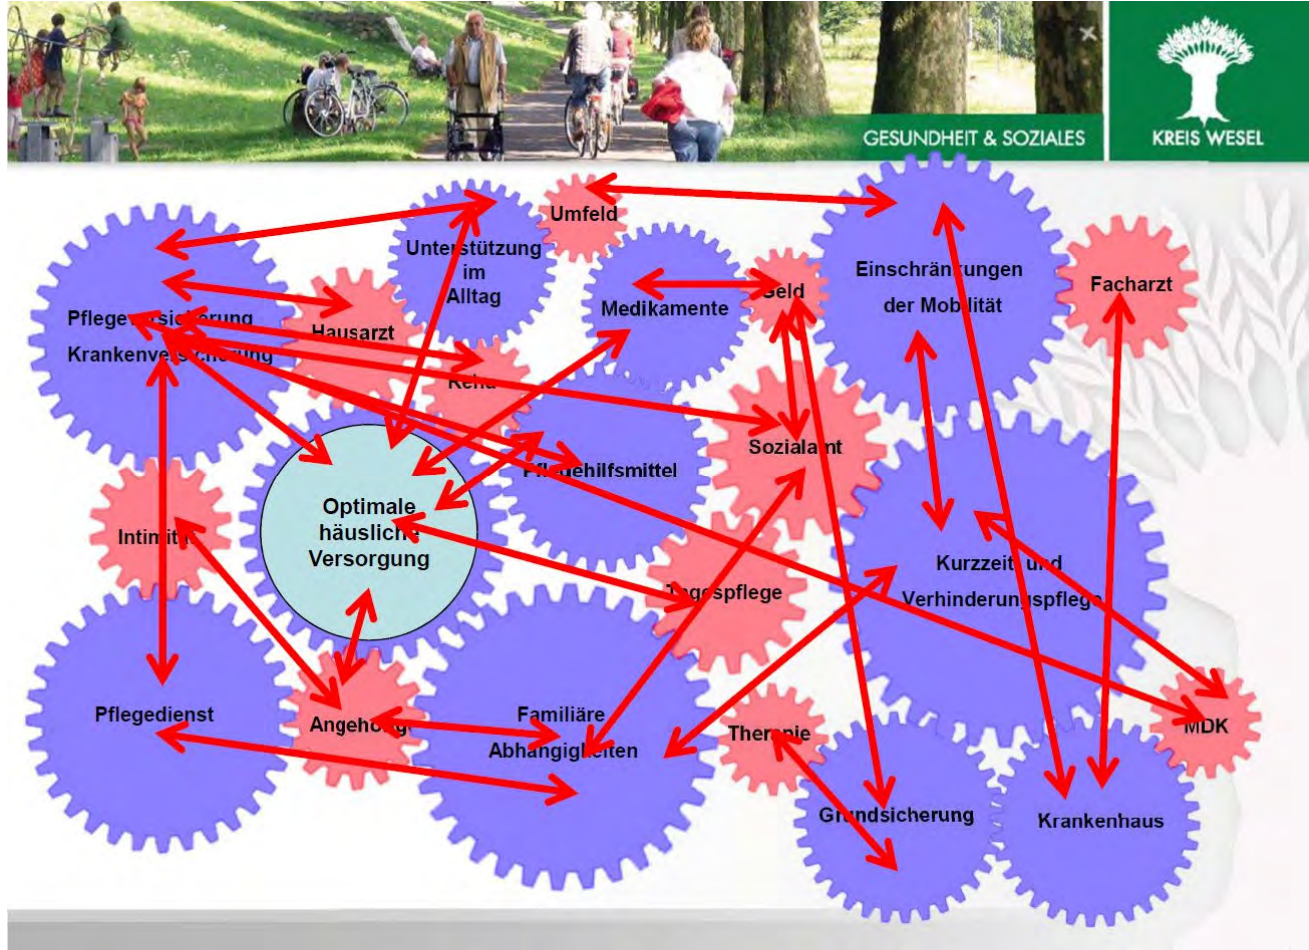 GESUNDHEIT & SOZIALES
KREIS WESEL
Umfeld
Unterstützung
im
Alltag
Einschränkungen
der Mobilität
Facharzt
Geld
Medikamente
Pflegeversicherung
Krankenversicherung
Hausarzt
Reha
Sozialamt
Pflegehilfsmittel
Optimale
häusliche
Versorgung
Intimität
Kurzzeit- und
Verhinderungspflege
Tagespflege
Pflegedienst
Angehörige
Familiäre
Abhängigkeiten
Therapie
MDK
Grundsicherung
Krankenhaus